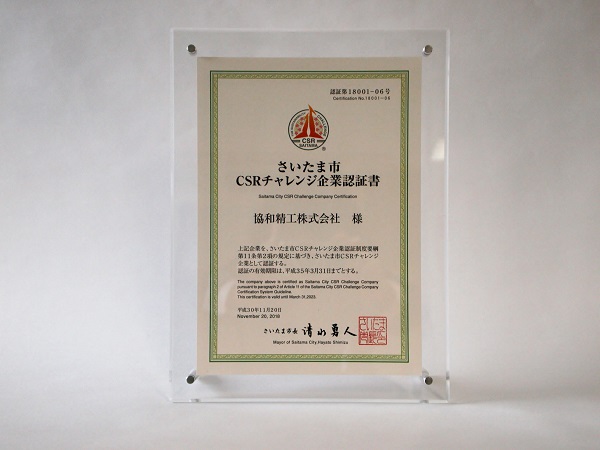 認証第18001-06号
Certification No.18001-06
CSR
SAITAMA
®
さいたま市
CSRチャレンジ企業認証書
Saitama City CSR Challenge Company Certification
協和精工株式会社 様
上記企業を、さいたま市CSRチャレンジ企業認証制度要綱
第11条第2項の規定に基づき、さいたま市CSRチャレンジ
企業として認証する。
認証の有効期間は、平成35年3月31日までとする。
The company above is certified as Saitama City CSR Challenge Company
pursuant to paragraph 2 of Article 11 of the Saitama City CSR Challenge Company
Certification System Guideline.
This certification is valid until March 31,2023.
平成30年11月20日
November 20, 2018
さいたま市長 清水勇人
Mayor of Saitama City,Hayato Shimizu